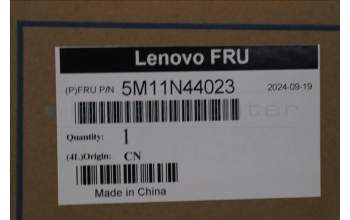 Lenovo FRU
(P)FRU P/N 5M11N44023 2024-09-19
Quantity: 1
(4L)Origin: CN
Made in China